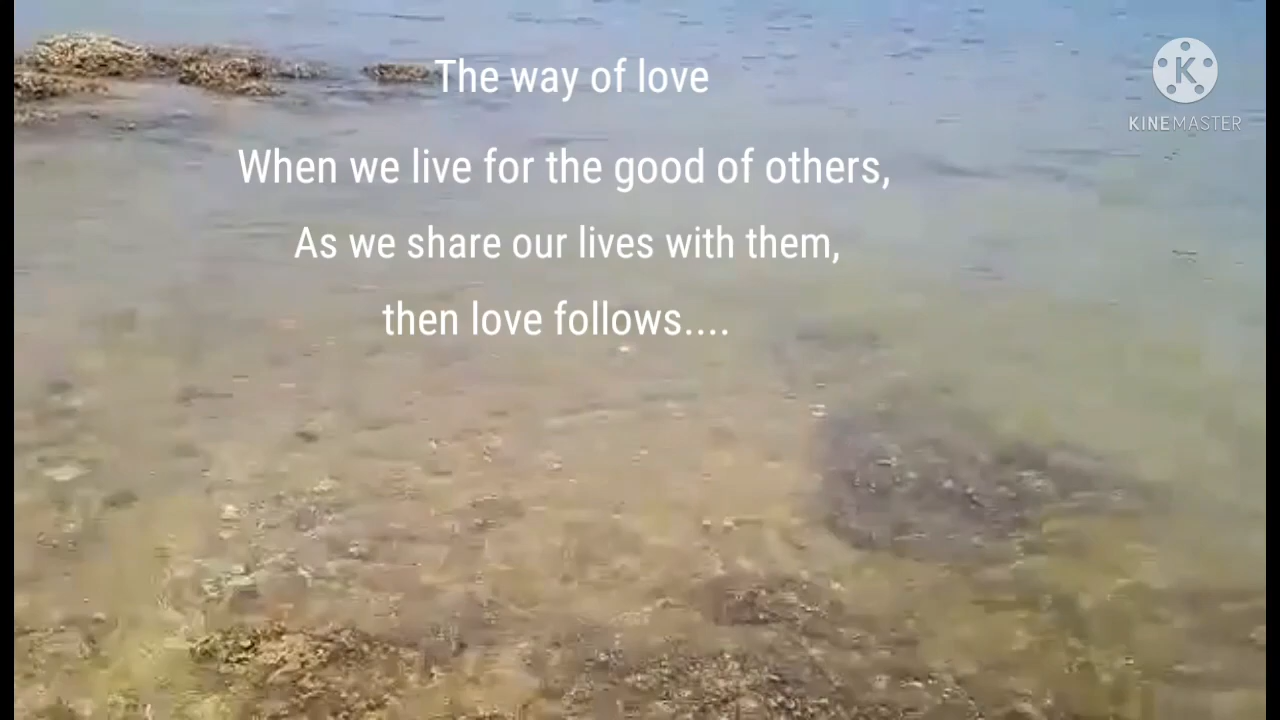 The way of love
When we live for the good of others,
As we share our lives with them,
then love follows....
K
KINEMASTER